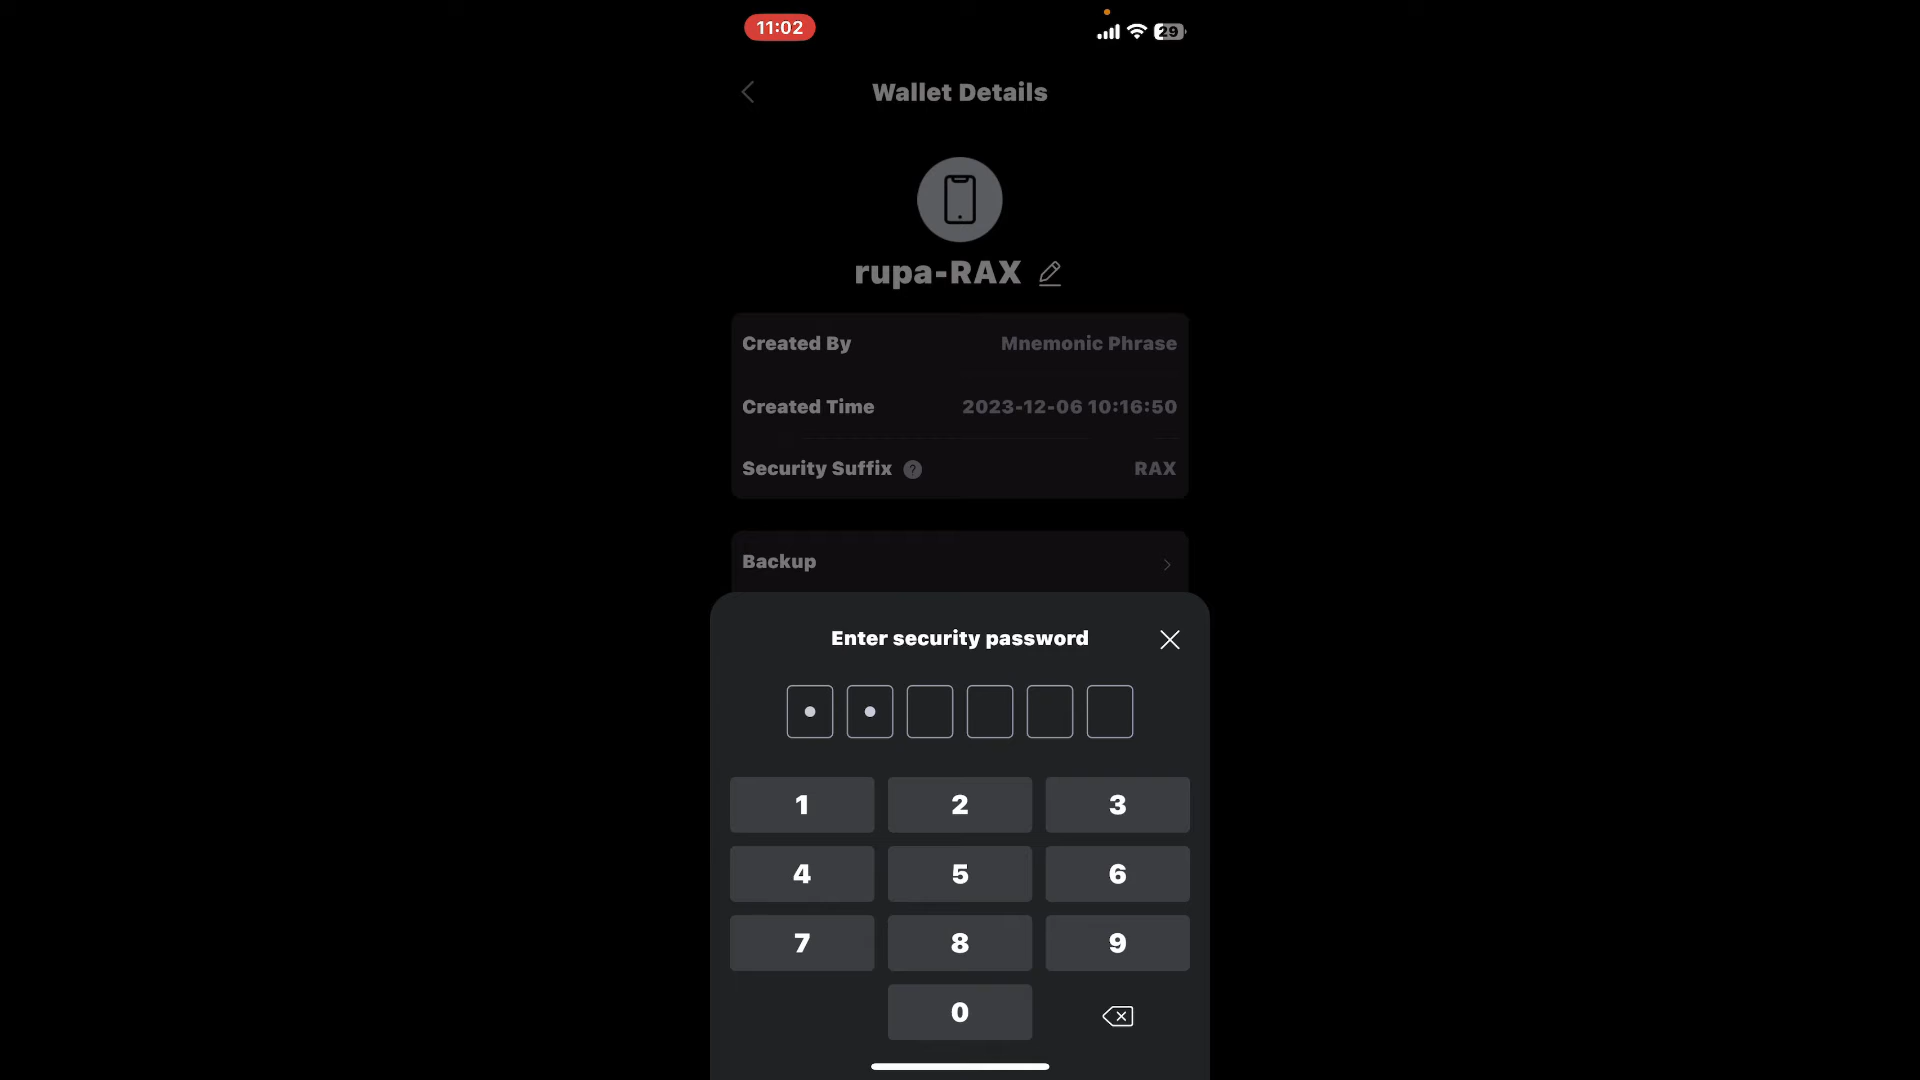 11:02
29
Wallet Details
rupa-RAX
Created By Mnemonic Phrase
Created Time 2023-12-06 10:16:50
Security Suffix ? RAX
Backup
Enter security password
1 2 3
4 5 6
7 8 9
0